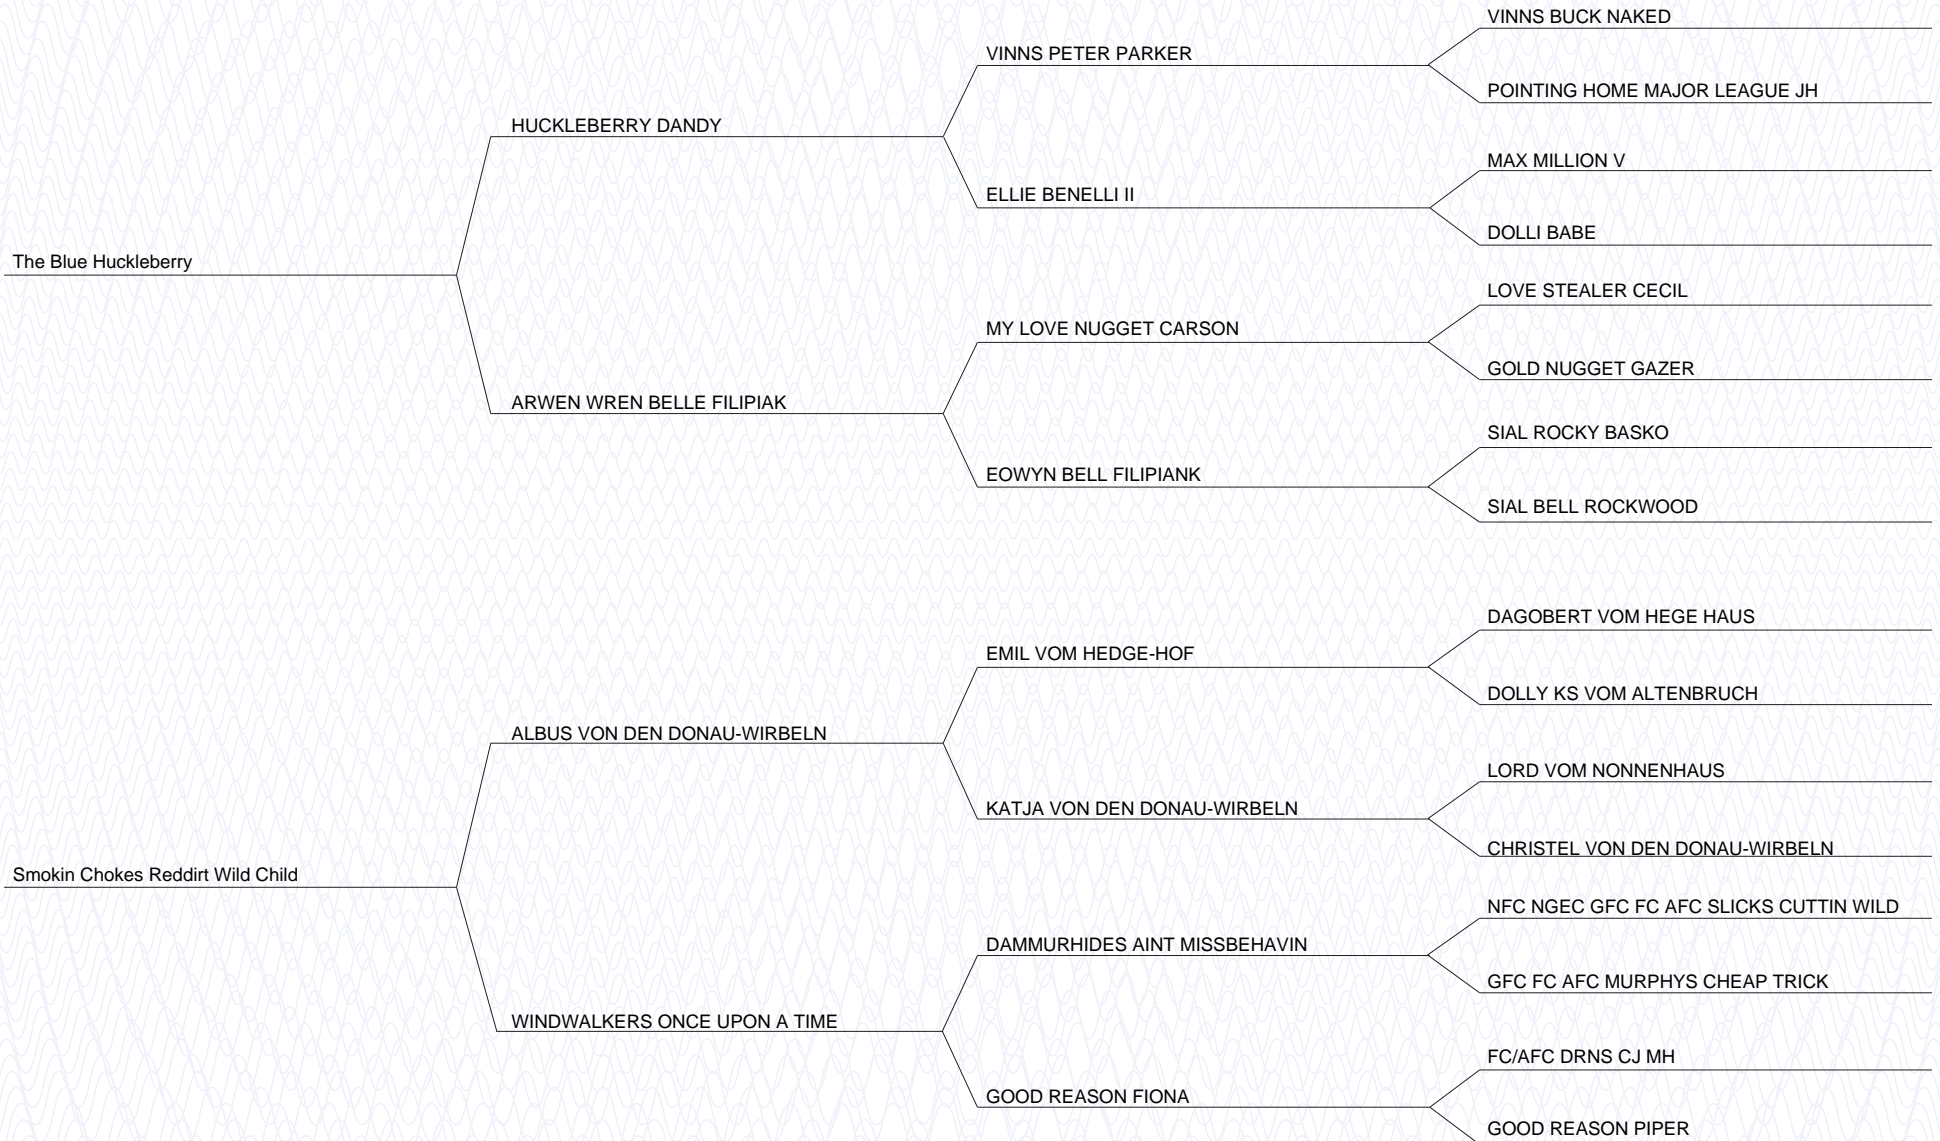 VINNS BUCK NAKED
VINNS PETER PARKER
POINTING HOME MAJOR LEAGUE JH
HUCKLEBERRY DANDY
MAX MILLION V
ELLIE BENELLI II
DOLLI BABE
The Blue Huckleberry
LOVE STEALER CECIL
MY LOVE NUGGET CARSON
GOLD NUGGET GAZER
ARWEN WREN BELLE FILIPIAK
SIAL ROCKY BASKO
EOWYN BELL FILIPIANK
SIAL BELL ROCKWOOD
DAGOBERT VOM HEGE HAUS
EMIL VOM HEDGE-HOF
DOLLY KS VOM ALTENBRUCH
ALBUS VON DEN DONAU-WIRBELN
LORD VOM NONNENHAUS
KATJA VON DEN DONAU-WIRBELN
CHRISTEL VON DEN DONAU-WIRBELN
Smokin Chokes Reddirt Wild Child
NFC NGEC GFC FC AFC SLICKS CUTTIN WILD
DAMMURHIDES AINT MISSBEHAVIN
GFC FC AFC MURPHYS CHEAP TRICK
WINDWALKERS ONCE UPON A TIME
FC/AFC DRNS CJ MH
GOOD REASON FIONA
GOOD REASON PIPER